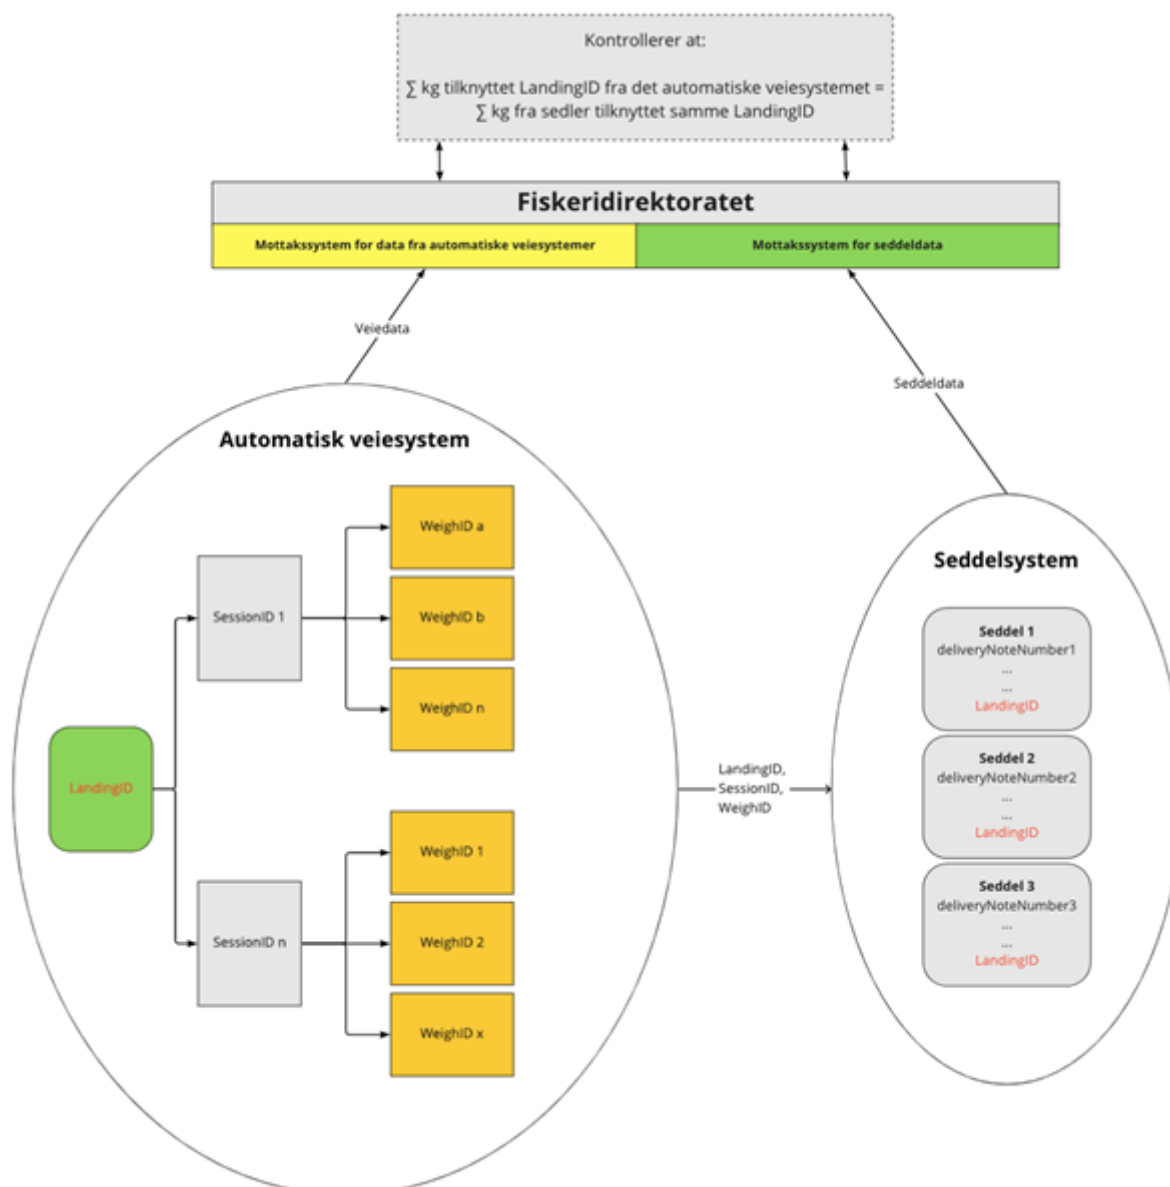 Kontrollerer at:
∑ kg tilknyttet LandingID fra det automatiske veiesystemet =
∑ kg fra sedler tilknyttet samme LandingID
Fiskeridirektoratet
Mottakssystem for data fra automatiske veiesystemer
Mottakssystem for seddeldata
Veiedata
Seddeldata
Automatisk veiesystem
WeighID a
SessionID 1
WeighID b
WeighID n
LandingID
WeighID 1
SessionID n
WeighID 2
WeighID x
LandingID,
SessionID,
WeighID
Seddelsystem
Seddel 1
deliveryNoteNumber1
...
...
LandingID
Seddel 2
deliveryNoteNumber2
...
...
LandingID
Seddel 3
deliveryNoteNumber3
...
...
LandingID